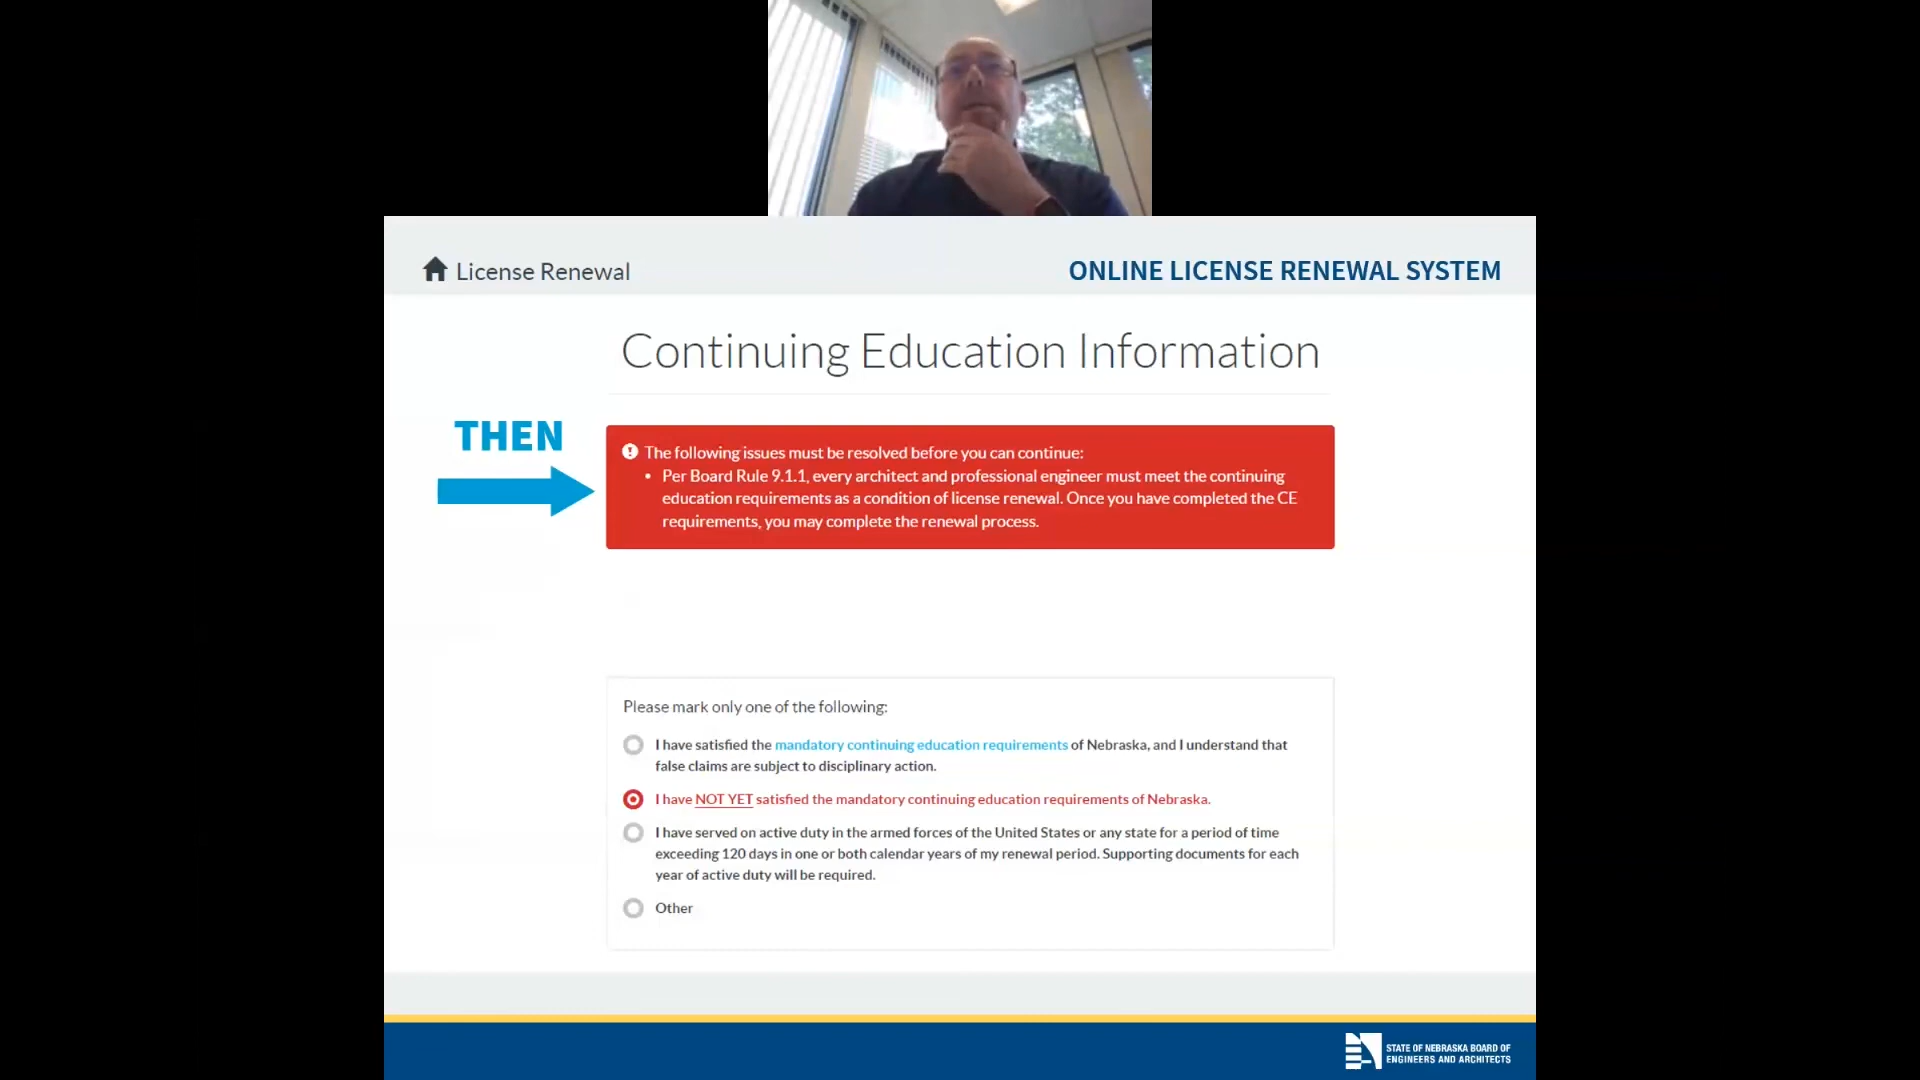 License Renewal
ONLINE LICENSE RENEWAL SYSTEM
Continuing Education Information
THEN
The following issues must be resolved before you can continue:
• Per Board Rule 9.1.1, every architect and professional engineer must meet the continuing
education requirements as a condition of license renewal. Once you have completed the CE
requirements, you may complete the renewal process.
Please mark only one of the following:
I have satisfied the mandatory continuing education requirements of Nebraska, and I understand that
false claims are subject to disciplinary action.
I have NOT YET satisfied the mandatory continuing education requirements of Nebraska.
I have served on active duty in the armed forces of the United States or any state for a period of time
exceeding 120 days in one or both calendar years of my renewal period. Supporting documents for each
year of active duty will be required.
Other
STATE OF NEBRASKA BOARD OF
ENGINEERS AND ARCHITECTS